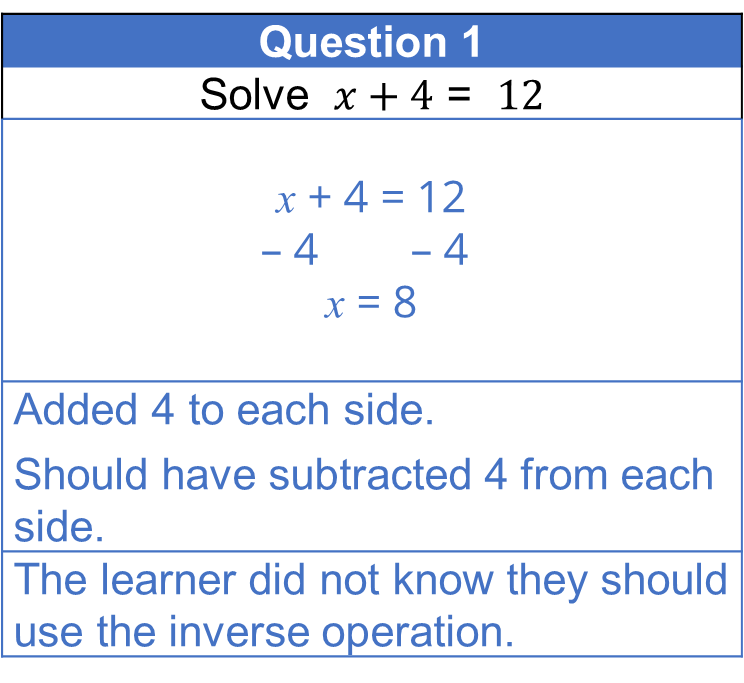 Question 1
Solve x + 4 = 12
x + 4 = 12
– 4 – 4
x = 8
Added 4 to each side.
Should have subtracted 4 from each
side.
The learner did not know they should
use the inverse operation.